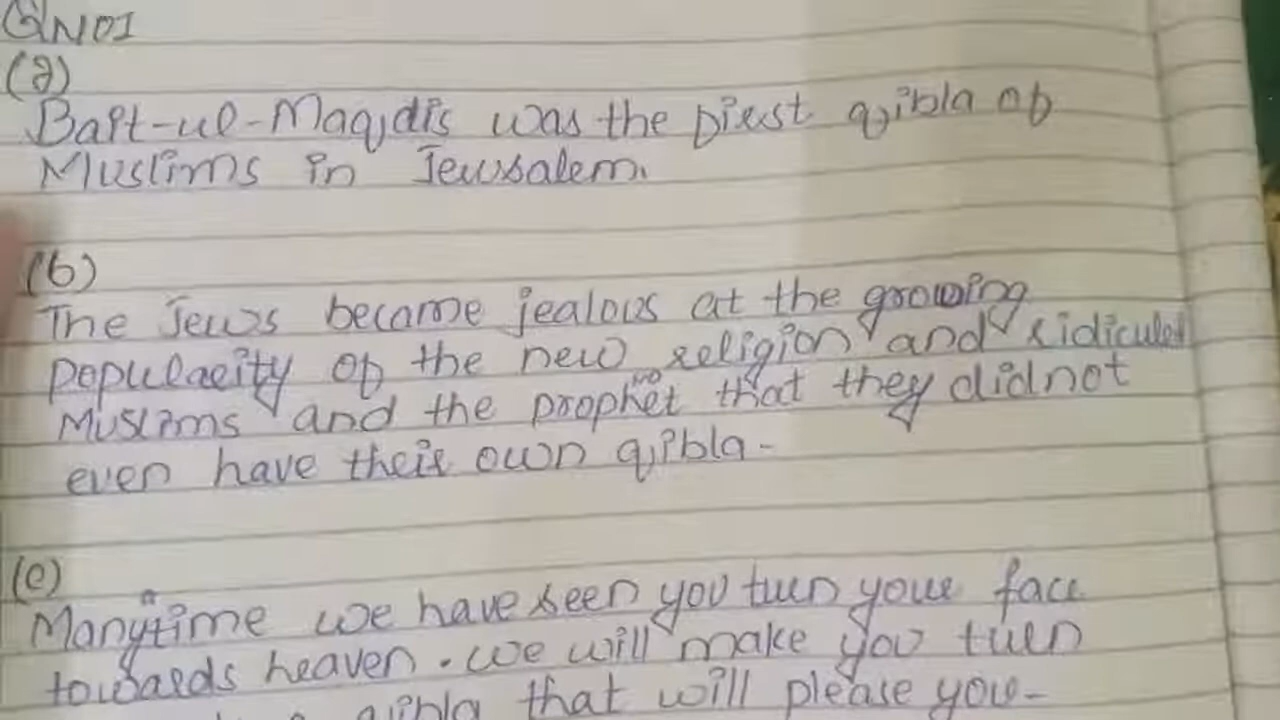 QNO1
(a)
Bait-ul-Maqdis was the first qibla of
Muslims in Jerusalem.
(b)
The Jews became jealous at the growing
popularity of the new religion and ridiculed
Muslims and the prophet that they didnot
even have their own qibla-
(c)
Manytime we have seen you turn your face
towards heaven. we will make you turn
qibla that will please you-